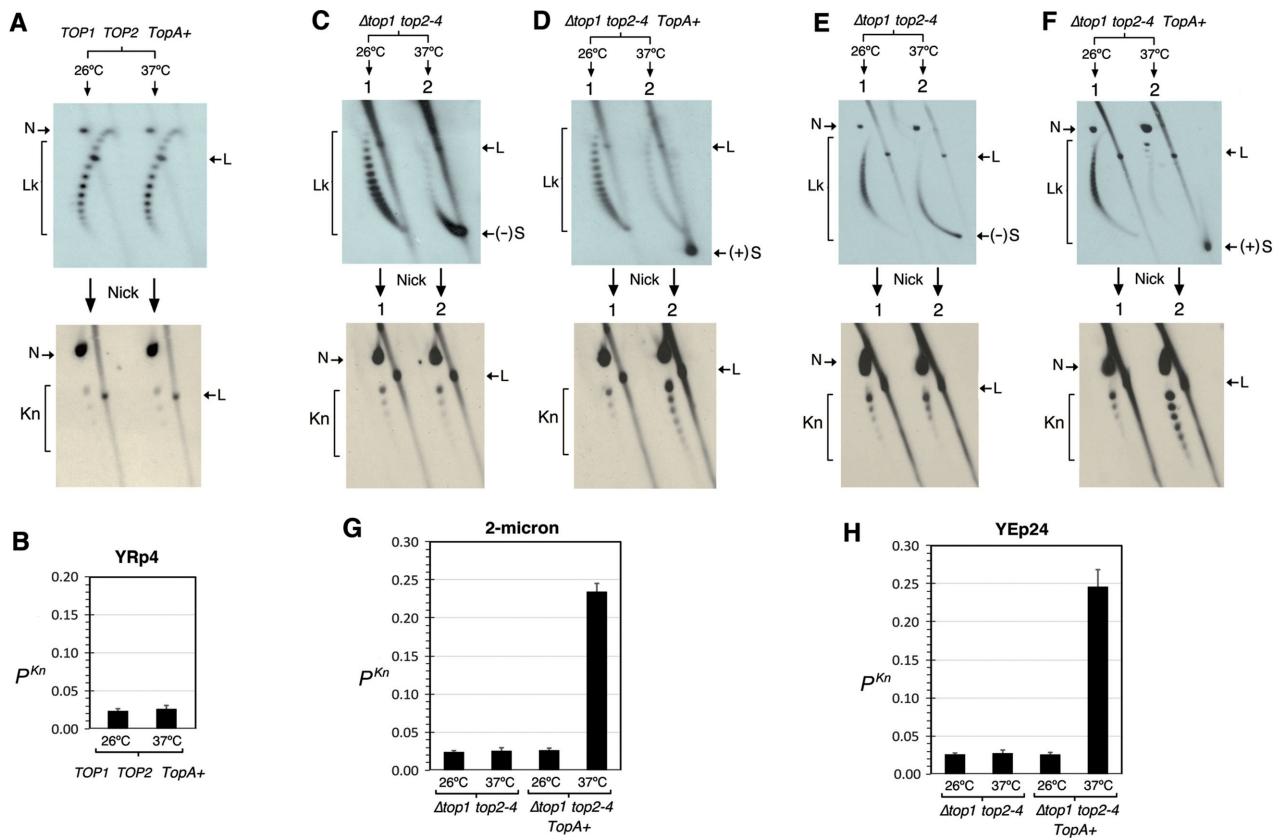 A
TOP1 TOP2 TopA+
26ºC 37ºC
N
L
Lk
Nick
N
L
Kn
B
YRp4
0.20
0.15
0.10
0.05
0.00
P^Kn
26ºC 37ºC
TOP1 TOP2 TopA+
C
Δtop1 top2-4
26ºC 37ºC
1 2
L
Lk
(–)S
Nick
1 2
N
L
Kn
D
Δtop1 top2-4 TopA+
26ºC 37ºC
1 2
L
Lk
(+)S
Nick
1 2
N
L
Kn
E
Δtop1 top2-4
26ºC 37ºC
1 2
N
L
Lk
(–)S
Nick
1 2
N
L
Kn
F
Δtop1 top2-4 TopA+
26ºC 37ºC
1 2
N
L
Lk
(+)S
Nick
1 2
N
L
Kn
G
2-micron
0.30
0.25
0.20
0.15
0.10
0.05
0.00
P^Kn
26ºC 37ºC 26ºC 37ºC
Δtop1 top2-4 Δtop1 top2-4
TopA+
H
YEp24
0.30
0.25
0.20
0.15
0.10
0.05
0.00
P^Kn
26ºC 37ºC 26ºC 37ºC
Δtop1 top2-4 Δtop1 top2-4
TopA+